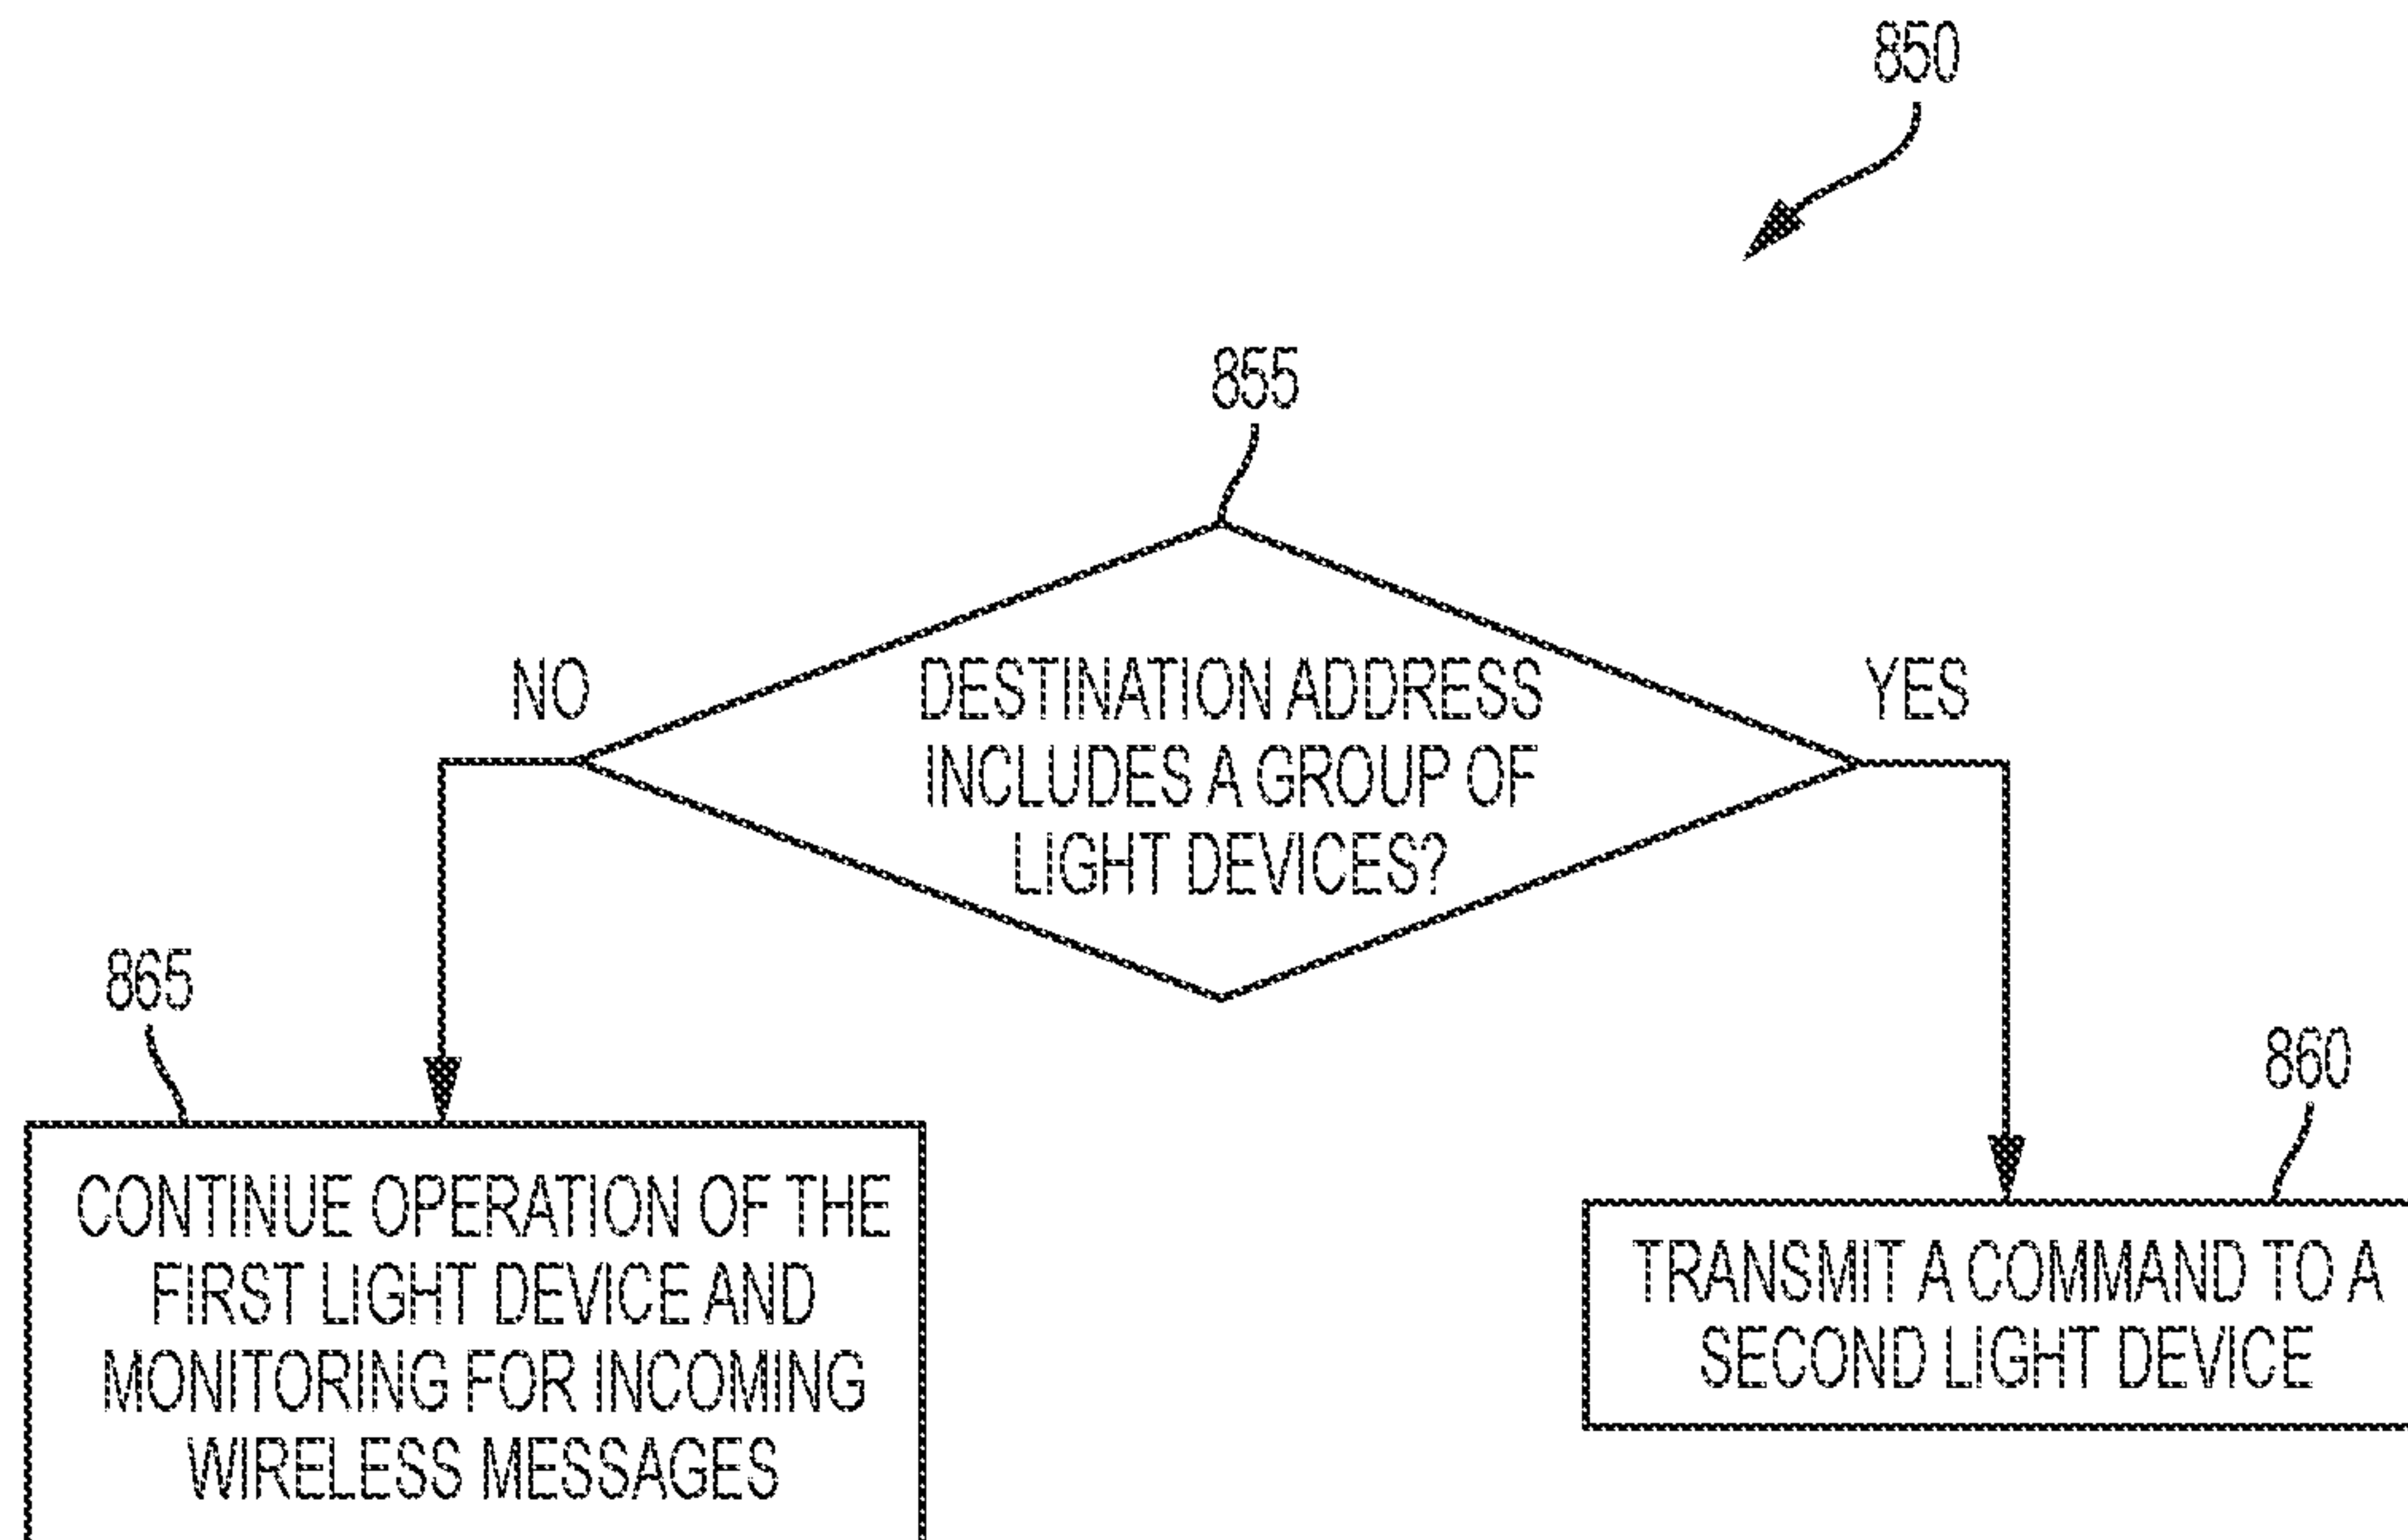 850
855
NO
DESTINATION ADDRESS
INCLUDES A GROUP OF
LIGHT DEVICES?
YES
865
CONTINUE OPERATION OF THE
FIRST LIGHT DEVICE AND
MONITORING FOR INCOMING
WIRELESS MESSAGES
860
TRANSMIT A COMMAND TO A
SECOND LIGHT DEVICE